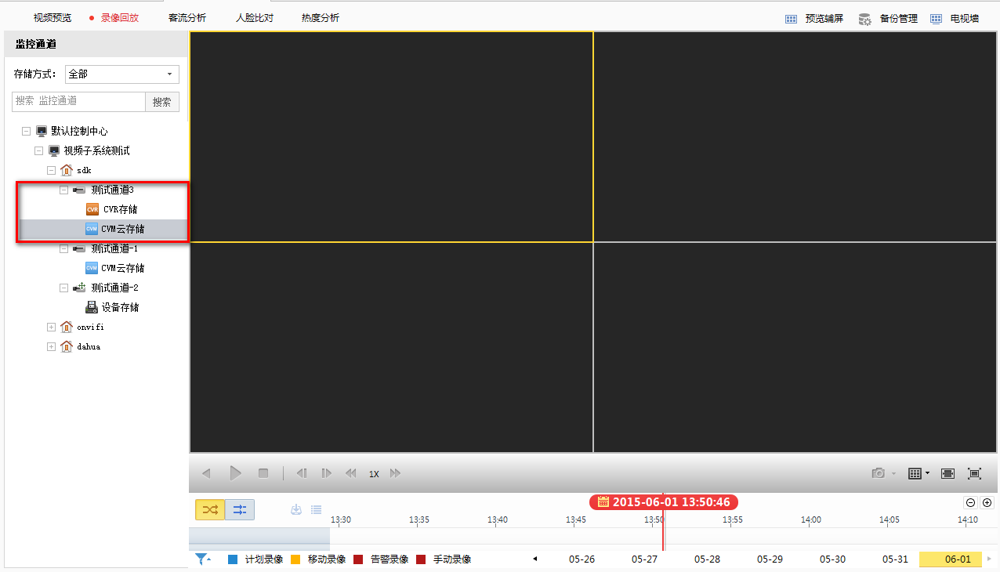 视频预览 录像回放 客流分析 人脸比对 热度分析 预览辅屏 备份管理 电视墙
监控通道
存储方式: 全部
搜索 监控通道 搜索
默认控制中心
视频子系统测试
sdk
测试通道3
CVR CVR存储
CVM CVM云存储
测试通道-1
CVM CVM云存储
测试通道-2
设备存储
onvifi
dahua
1X
2015-06-01 13:50:46
13:30 13:35 13:40 13:45 13:50 13:55 14:00 14:05 14:10
计划录像 移动录像 告警录像 手动录像 05-26 05-27 05-28 05-29 05-30 05-31 06-01